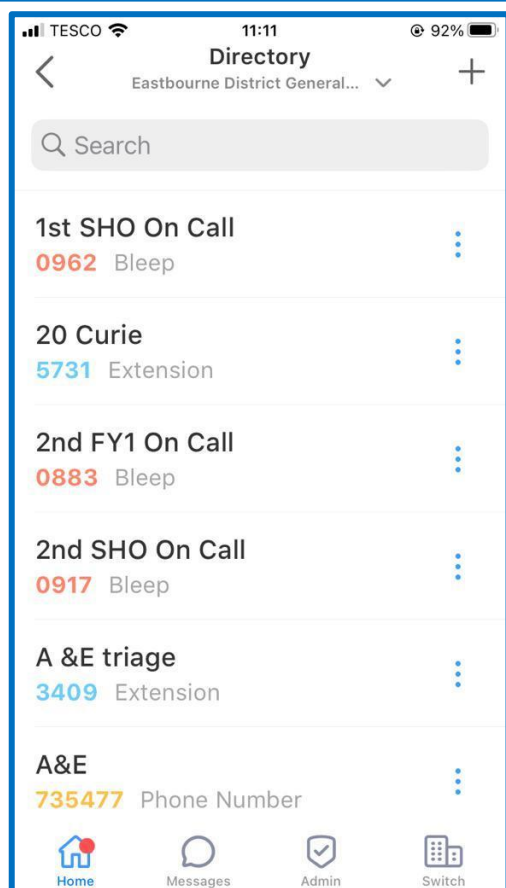 TESCO 11:11 92%
Directory
Eastbourne District General...
Search
1st SHO On Call
0962 Bleep
20 Curie
5731 Extension
2nd FY1 On Call
0883 Bleep
2nd SHO On Call
0917 Bleep
A &E triage
3409 Extension
A&E
735477 Phone Number
Home Messages Admin Switch